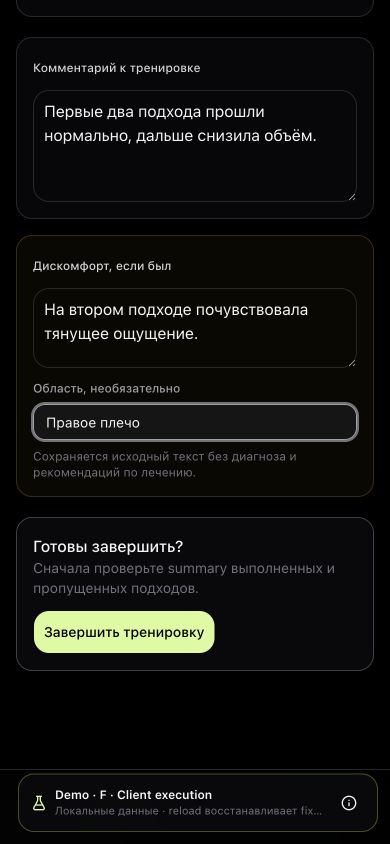 Комментарий к тренировке
Первые два подхода прошли
нормально, дальше снизила объём.
Дискомфорт, если был
На втором подходе почувствовала
тянущее ощущение.
Область, необязательно
Правое плечо
Сохраняется исходный текст без диагноза и
рекомендаций по лечению.
Готовы завершить?
Сначала проверьте summary выполненных и
пропущенных подходов.
Завершить тренировку
Demo · F · Client execution
Локальные данные · reload восстанавливает fix...